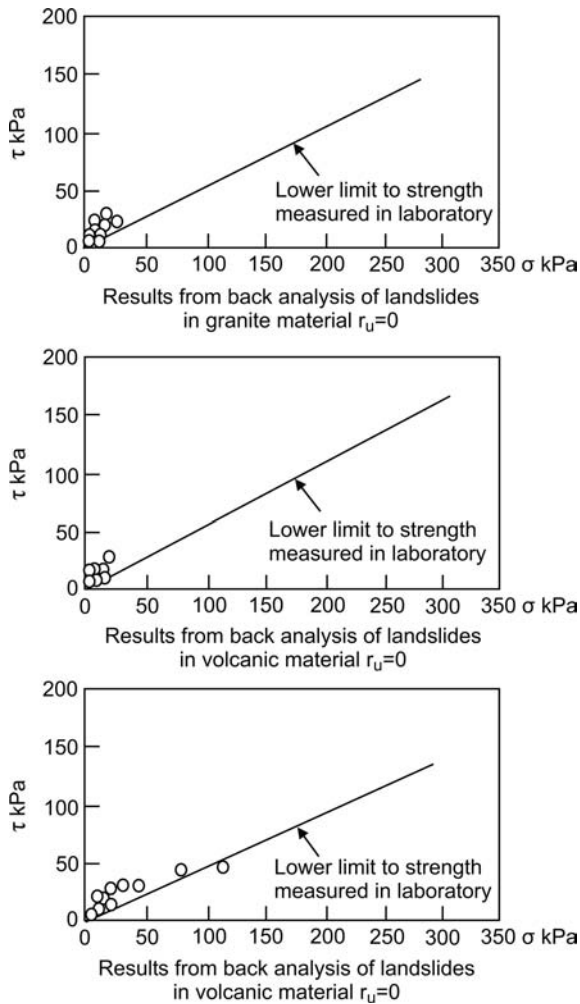 200
150
100
50
0
τ kPa
Lower limit to strength
measured in laboratory
0 50 100 150 200 250 300 350 σ kPa
Results from back analysis of landslides
in granite material r_u=0
200
150
100
50
0
τ kPa
Lower limit to strength
measured in laboratory
0 50 100 150 200 250 300 350 σ kPa
Results from back analysis of landslides
in volcanic material r_u=0
200
150
100
50
0
τ kPa
Lower limit to strength
measured in laboratory
0 50 100 150 200 250 300 350 σ kPa
Results from back analysis of landslides
in volcanic material r_u=0